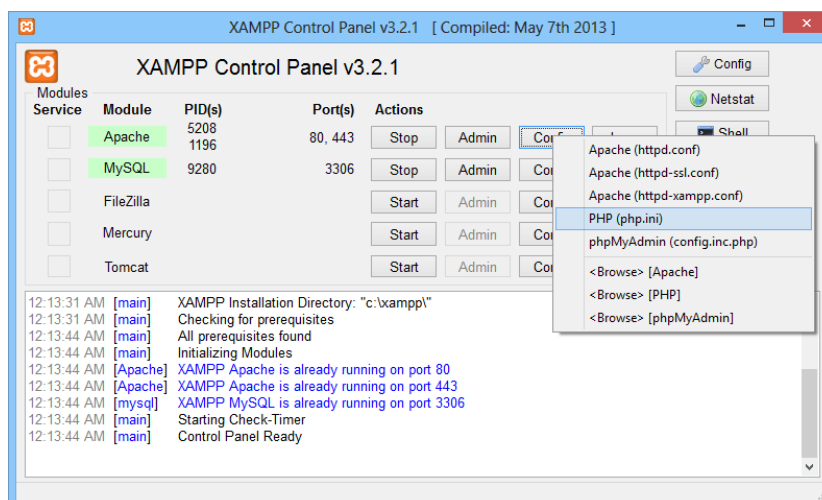 XAMPP Control Panel v3.2.1 [ Compiled: May 7th 2013 ]
XAMPP Control Panel v3.2.1
Config
Modules
Service Module PID(s) Port(s) Actions
Netstat
Shell
Apache 5208 80, 443 Stop Admin
1196
MySQL 9280 3306 Stop Admin
FileZilla Start Admin
Mercury Start Admin
Tomcat Start Admin
Apache (httpd.conf)
Apache (httpd-ssl.conf)
Apache (httpd-xampp.conf)
PHP (php.ini)
phpMyAdmin (config.inc.php)
<Browse> [Apache]
<Browse> [PHP]
<Browse> [phpMyAdmin]
12:13:31 AM [main] XAMPP Installation Directory: "c:\xampp\"
12:13:31 AM [main] Checking for prerequisites
12:13:44 AM [main] All prerequisites found
12:13:44 AM [main] Initializing Modules
12:13:44 AM [Apache] XAMPP Apache is already running on port 80
12:13:44 AM [Apache] XAMPP Apache is already running on port 443
12:13:44 AM [mysql] XAMPP MySQL is already running on port 3306
12:13:44 AM [main] Starting Check-Timer
12:13:44 AM [main] Control Panel Ready